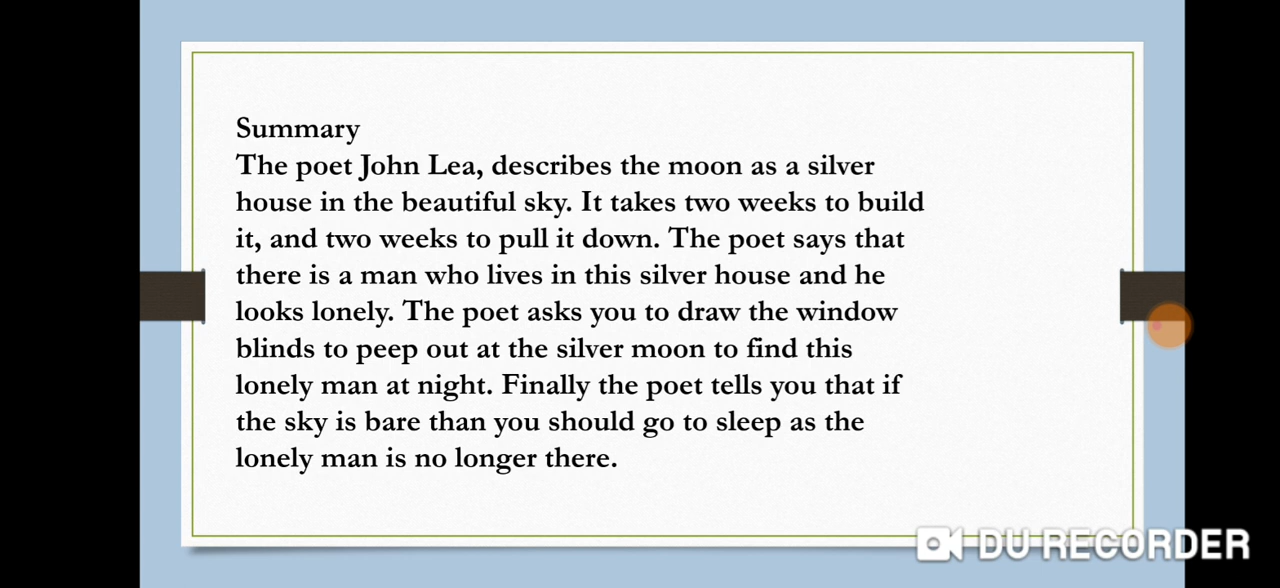 Summary
The poet John Lea, describes the moon as a silver
house in the beautiful sky. It takes two weeks to build
it, and two weeks to pull it down. The poet says that
there is a man who lives in this silver house and he
looks lonely. The poet asks you to draw the window
blinds to peep out at the silver moon to find this
lonely man at night. Finally the poet tells you that if
the sky is bare than you should go to sleep as the
lonely man is no longer there.
DU RECORDER